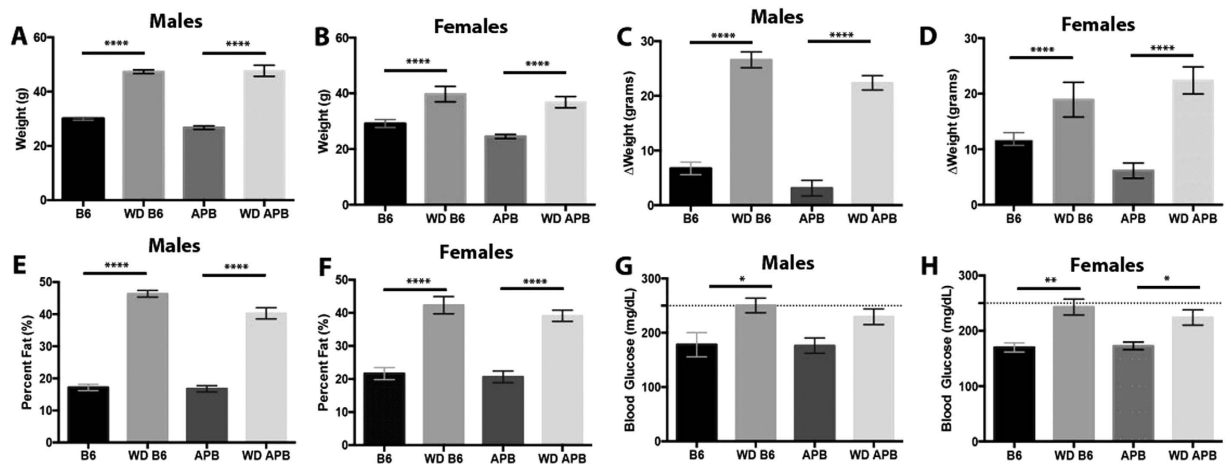 A
Males
Weight (g)
60
40
20
0
****
****
B6
WD B6
APB
WD APB
B
Females
Weight (g)
60
40
20
0
****
****
B6
WD B6
APB
WD APB
C
Males
ΔWeight (grams)
30
20
10
0
****
****
B6
WD B6
APB
WD APB
D
Females
ΔWeight (grams)
30
20
10
0
****
****
B6
WD B6
APB
WD APB
E
Males
Percent Fat (%)
50
40
30
20
10
0
****
****
B6
WD B6
APB
WD APB
F
Females
Percent Fat (%)
50
40
30
20
10
0
****
****
B6
WD B6
APB
WD APB
G
Males
Blood Glucose (mg/dL)
300
200
100
0
*
B6
WD B6
APB
WD APB
H
Females
Blood Glucose (mg/dL)
300
200
100
0
**
*
B6
WD B6
APB
WD APB